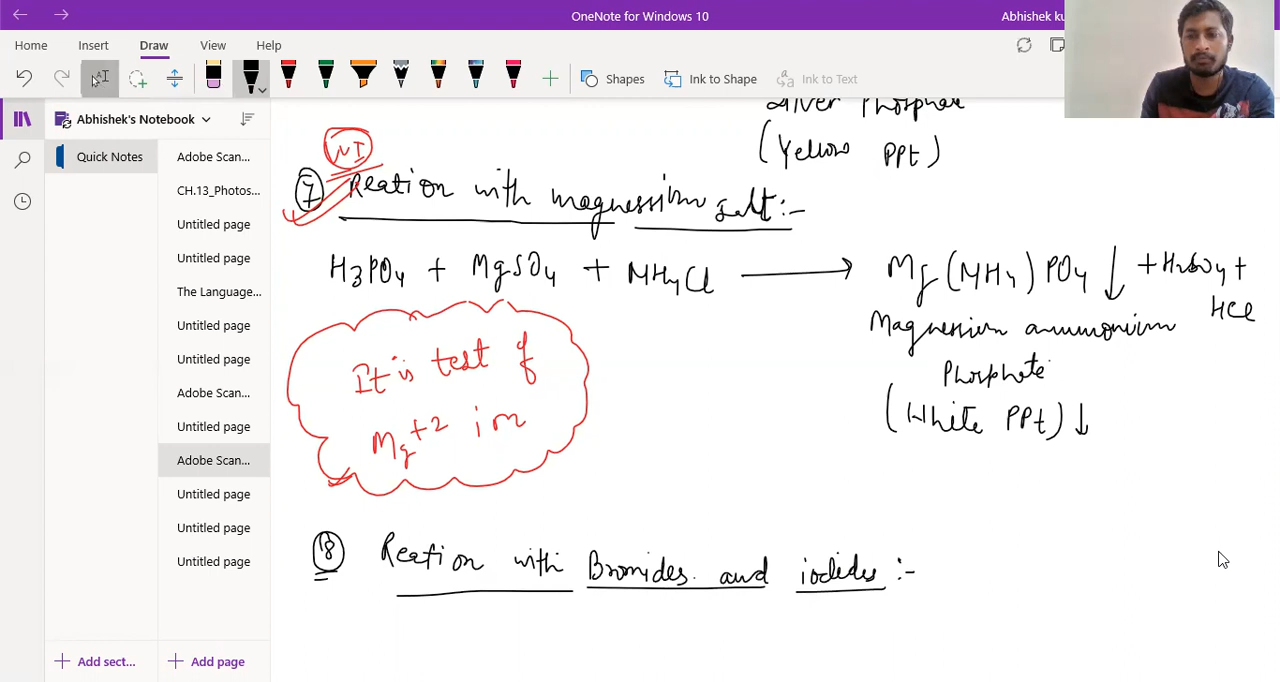 OneNote for Windows 10
Abhishek ku
Home Insert Draw View Help
Shapes Ink to Shape Ink to Text
Abhishek's Notebook
Quick Notes
Adobe Scan...
CH.13_Photos...
Untitled page
Untitled page
The Language...
Untitled page
Untitled page
Adobe Scan...
Untitled page
Adobe Scan...
Untitled page
Untitled page
Untitled page
Add sect...
Add page
(Yellow PPt)
NI
7 Reation with magnessium salt:-
H3PO4 + MgSO4 + NH4Cl ⟶ Mg(NH4)PO4 ↓ + H2SO4 +
HCl
Magnessium ammonium
Phosphate
(White PPt) ↓
It is test of
Mg+2 ion
18 Reation with Bromides and iodides :-